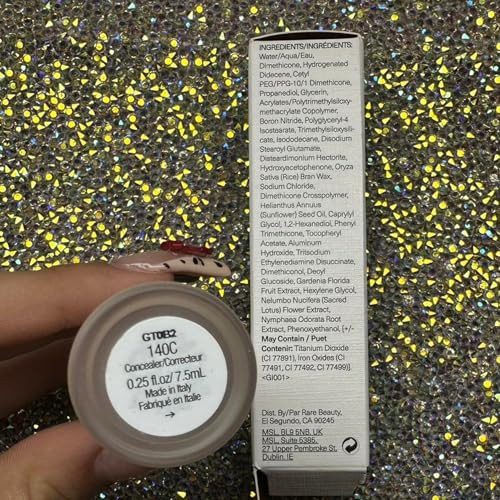 INGREDIENTS/INGRÉDIENTS:
Water/Aqua/Eau,
Dimethicone, Hydrogenated
Didecene, Cetyl
PEG/PPG-10/1 Dimethicone,
Propanediol, Glycerin,
Acrylates/Polytrimethylsiloxy-
methacrylate Copolymer,
Boron Nitride, Polyglyceryl-4
Isostearate, Trimethylsiloxysili-
cate, Isododecane, Disodium
Stearoyl Glutamate,
Disteardimonium Hectorite,
Hydroxyacetophenone, Oryza
Sativa (Rice) Bran Wax,
Sodium Chloride,
Dimethicone Crosspolymer,
Helianthus Annuus
(Sunflower) Seed Oil, Caprylyl
Glycol, 1,2-Hexanediol, Phenyl
Trimethicone, Tocopheryl
Acetate, Aluminum
Hydroxide, Tritsodium
Ethylenediamine Disuccinate,
Dimethiconol, Decyl
Glucoside, Gardenia Florida
Fruit Extract, Hexylene Glycol,
Nelumbo Nucifera (Sacred
Lotus) Flower Extract,
Nymphaea Odorata Root
Extract, Phenoxyethanol, [+/-
May Contain / Puet
Contenir: Titanium Dioxide
(CI 77891), Iron Oxides (CI
77491, CI 77492, CI 77499)]
<GI001>
Dist. By/Par Rare Beauty,
El Segundo, CA 90245
MSL, BL9 5NB, UK
MSL, Suite 5395,
27 Upper Pembroke St.
Dublin, IE
GT0B2
140C
Concealer/Correcteur
0.25 fl.oz/ 7.5mL
Made in Italy
Fabriqué en Italie
→